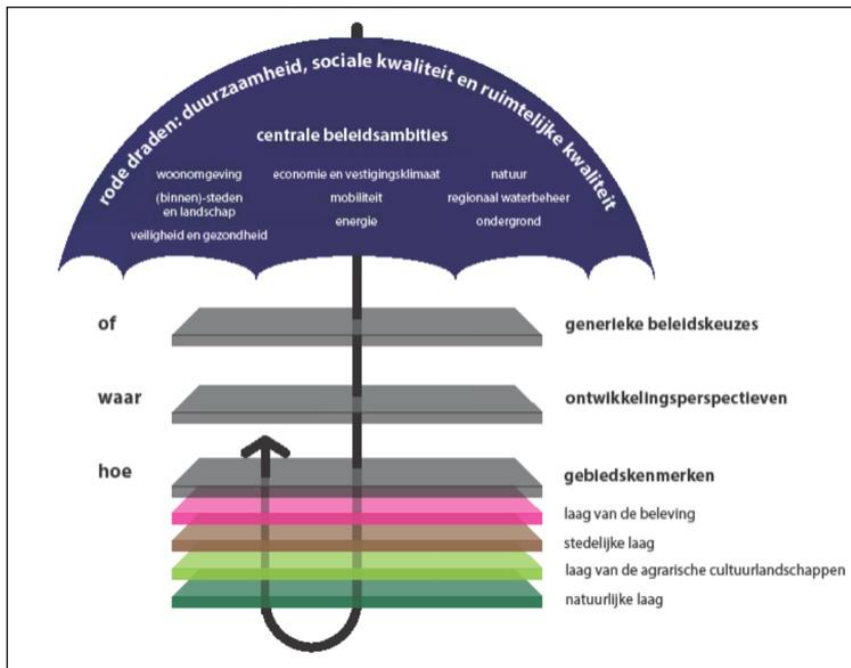 rode draden: duurzaamheid, sociale kwaliteit en ruimtelijke kwaliteit
centrale beleidsambities
woonomgeving
(binnen)-steden
en landschap
veiligheid en gezondheid
economie en vestigingsklimaat
mobiliteit
energie
natuur
regionaal waterbeheer
ondergrond
of
generieke beleidskeuzes
waar
ontwikkelingsperspectieven
hoe
gebiedskenmerken
laag van de beleving
stedelijke laag
laag van de agrarische cultuurlandschappen
natuurlijke laag